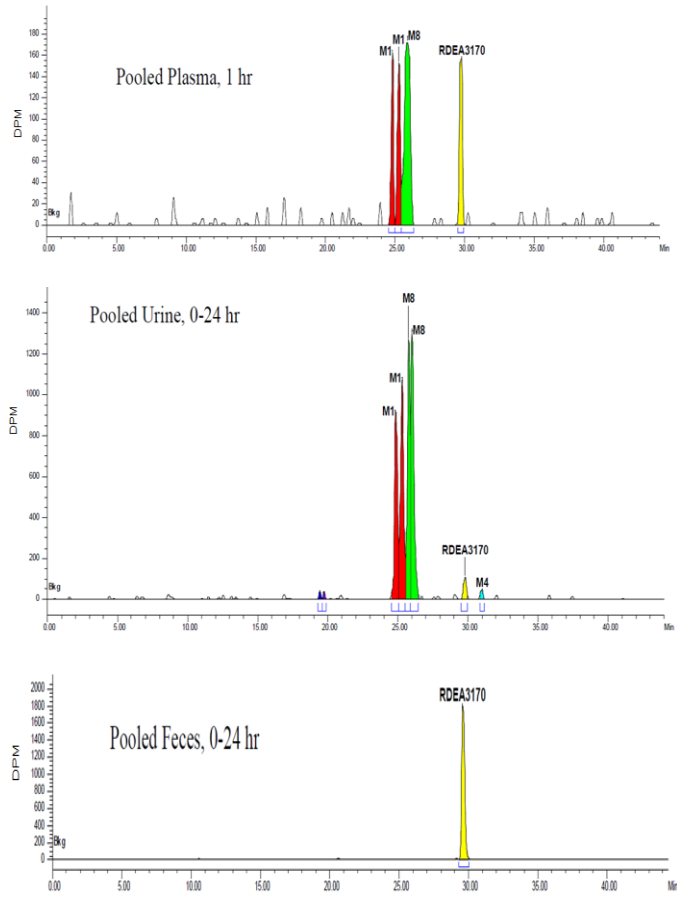 180
160
140
120
100
80
60
40
20
0
DPM
Pooled Plasma, 1 hr
M1
M1
M8
RDEA3170
Bkg
0.00 5.00 10.00 15.00 20.00 25.00 30.00 35.00 40.00 Min
1400
1200
1000
800
600
400
200
0
DPM
Pooled Urine, 0-24 hr
M8
M8
M1
M1
RDEA3170
M4
Bkg
0.00 5.00 10.00 15.00 20.00 25.00 30.00 35.00 40.00 Min
2000
1800
1600
1400
1200
1000
800
600
400
200
0
DPM
Pooled Feces, 0-24 hr
RDEA3170
Bkg
0.00 5.00 10.00 15.00 20.00 25.00 30.00 35.00 40.00 Min